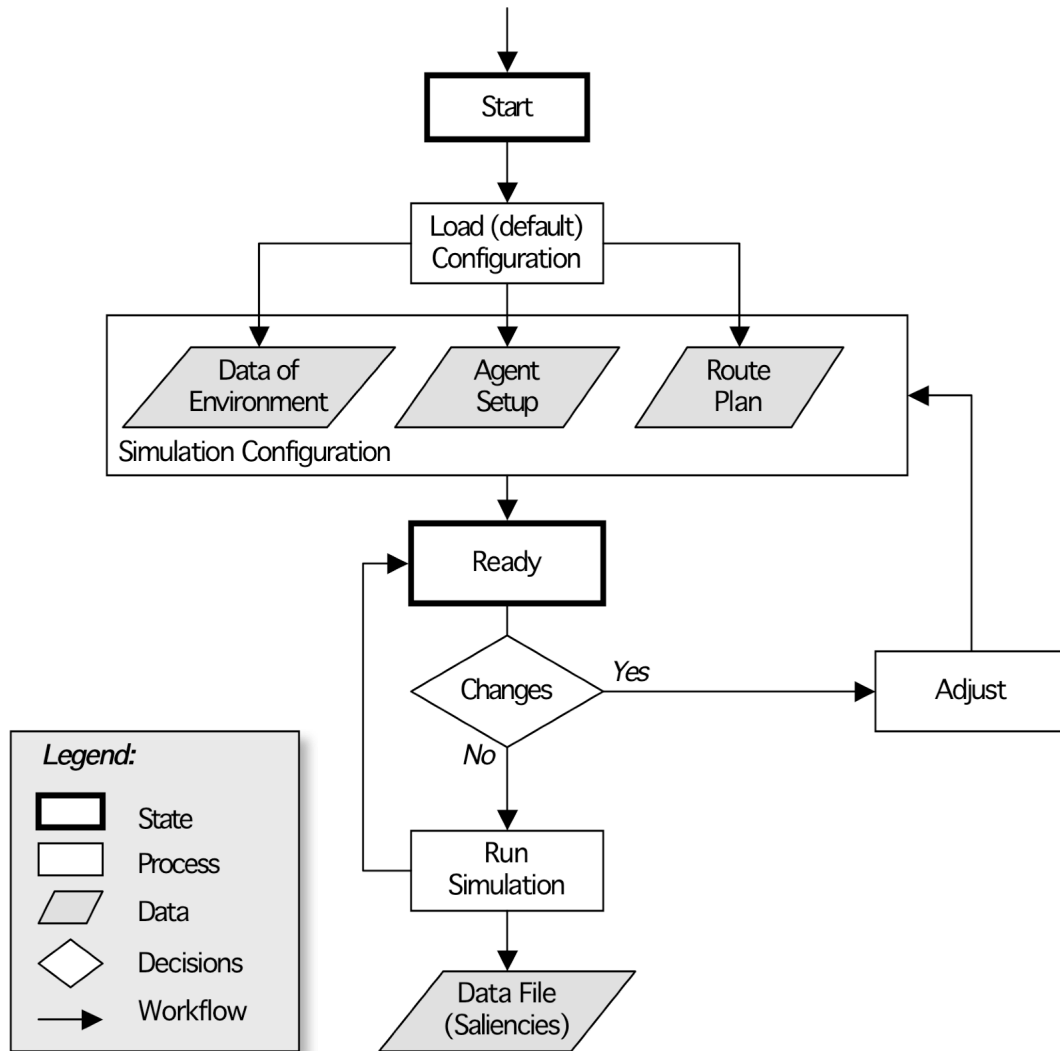 Start
Load (default)
Configuration
Data of
Environment
Agent
Setup
Route
Plan
Simulation Configuration
Ready
Changes
Yes
Adjust
No
Run
Simulation
Data File
(Saliencies)
Legend:
State
Process
Data
Decisions
Workflow